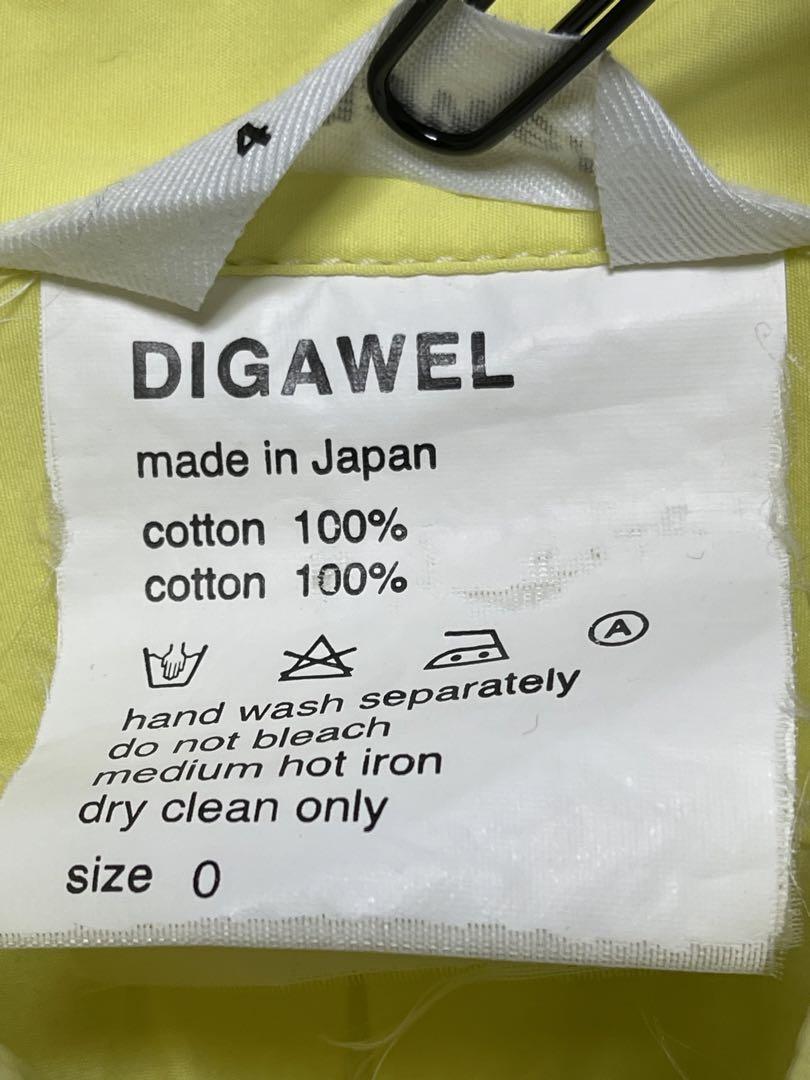 4
DIGAWEL
made in Japan
cotton 100%
cotton 100%
A
hand wash separately
do not bleach
medium hot iron
dry clean only
size 0